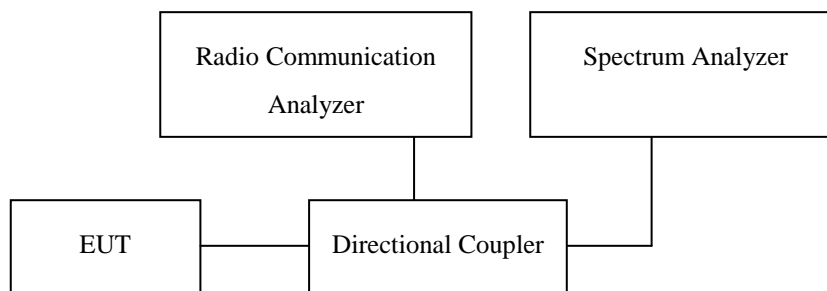 Radio Communication
Analyzer
Spectrum Analyzer
EUT
Directional Coupler